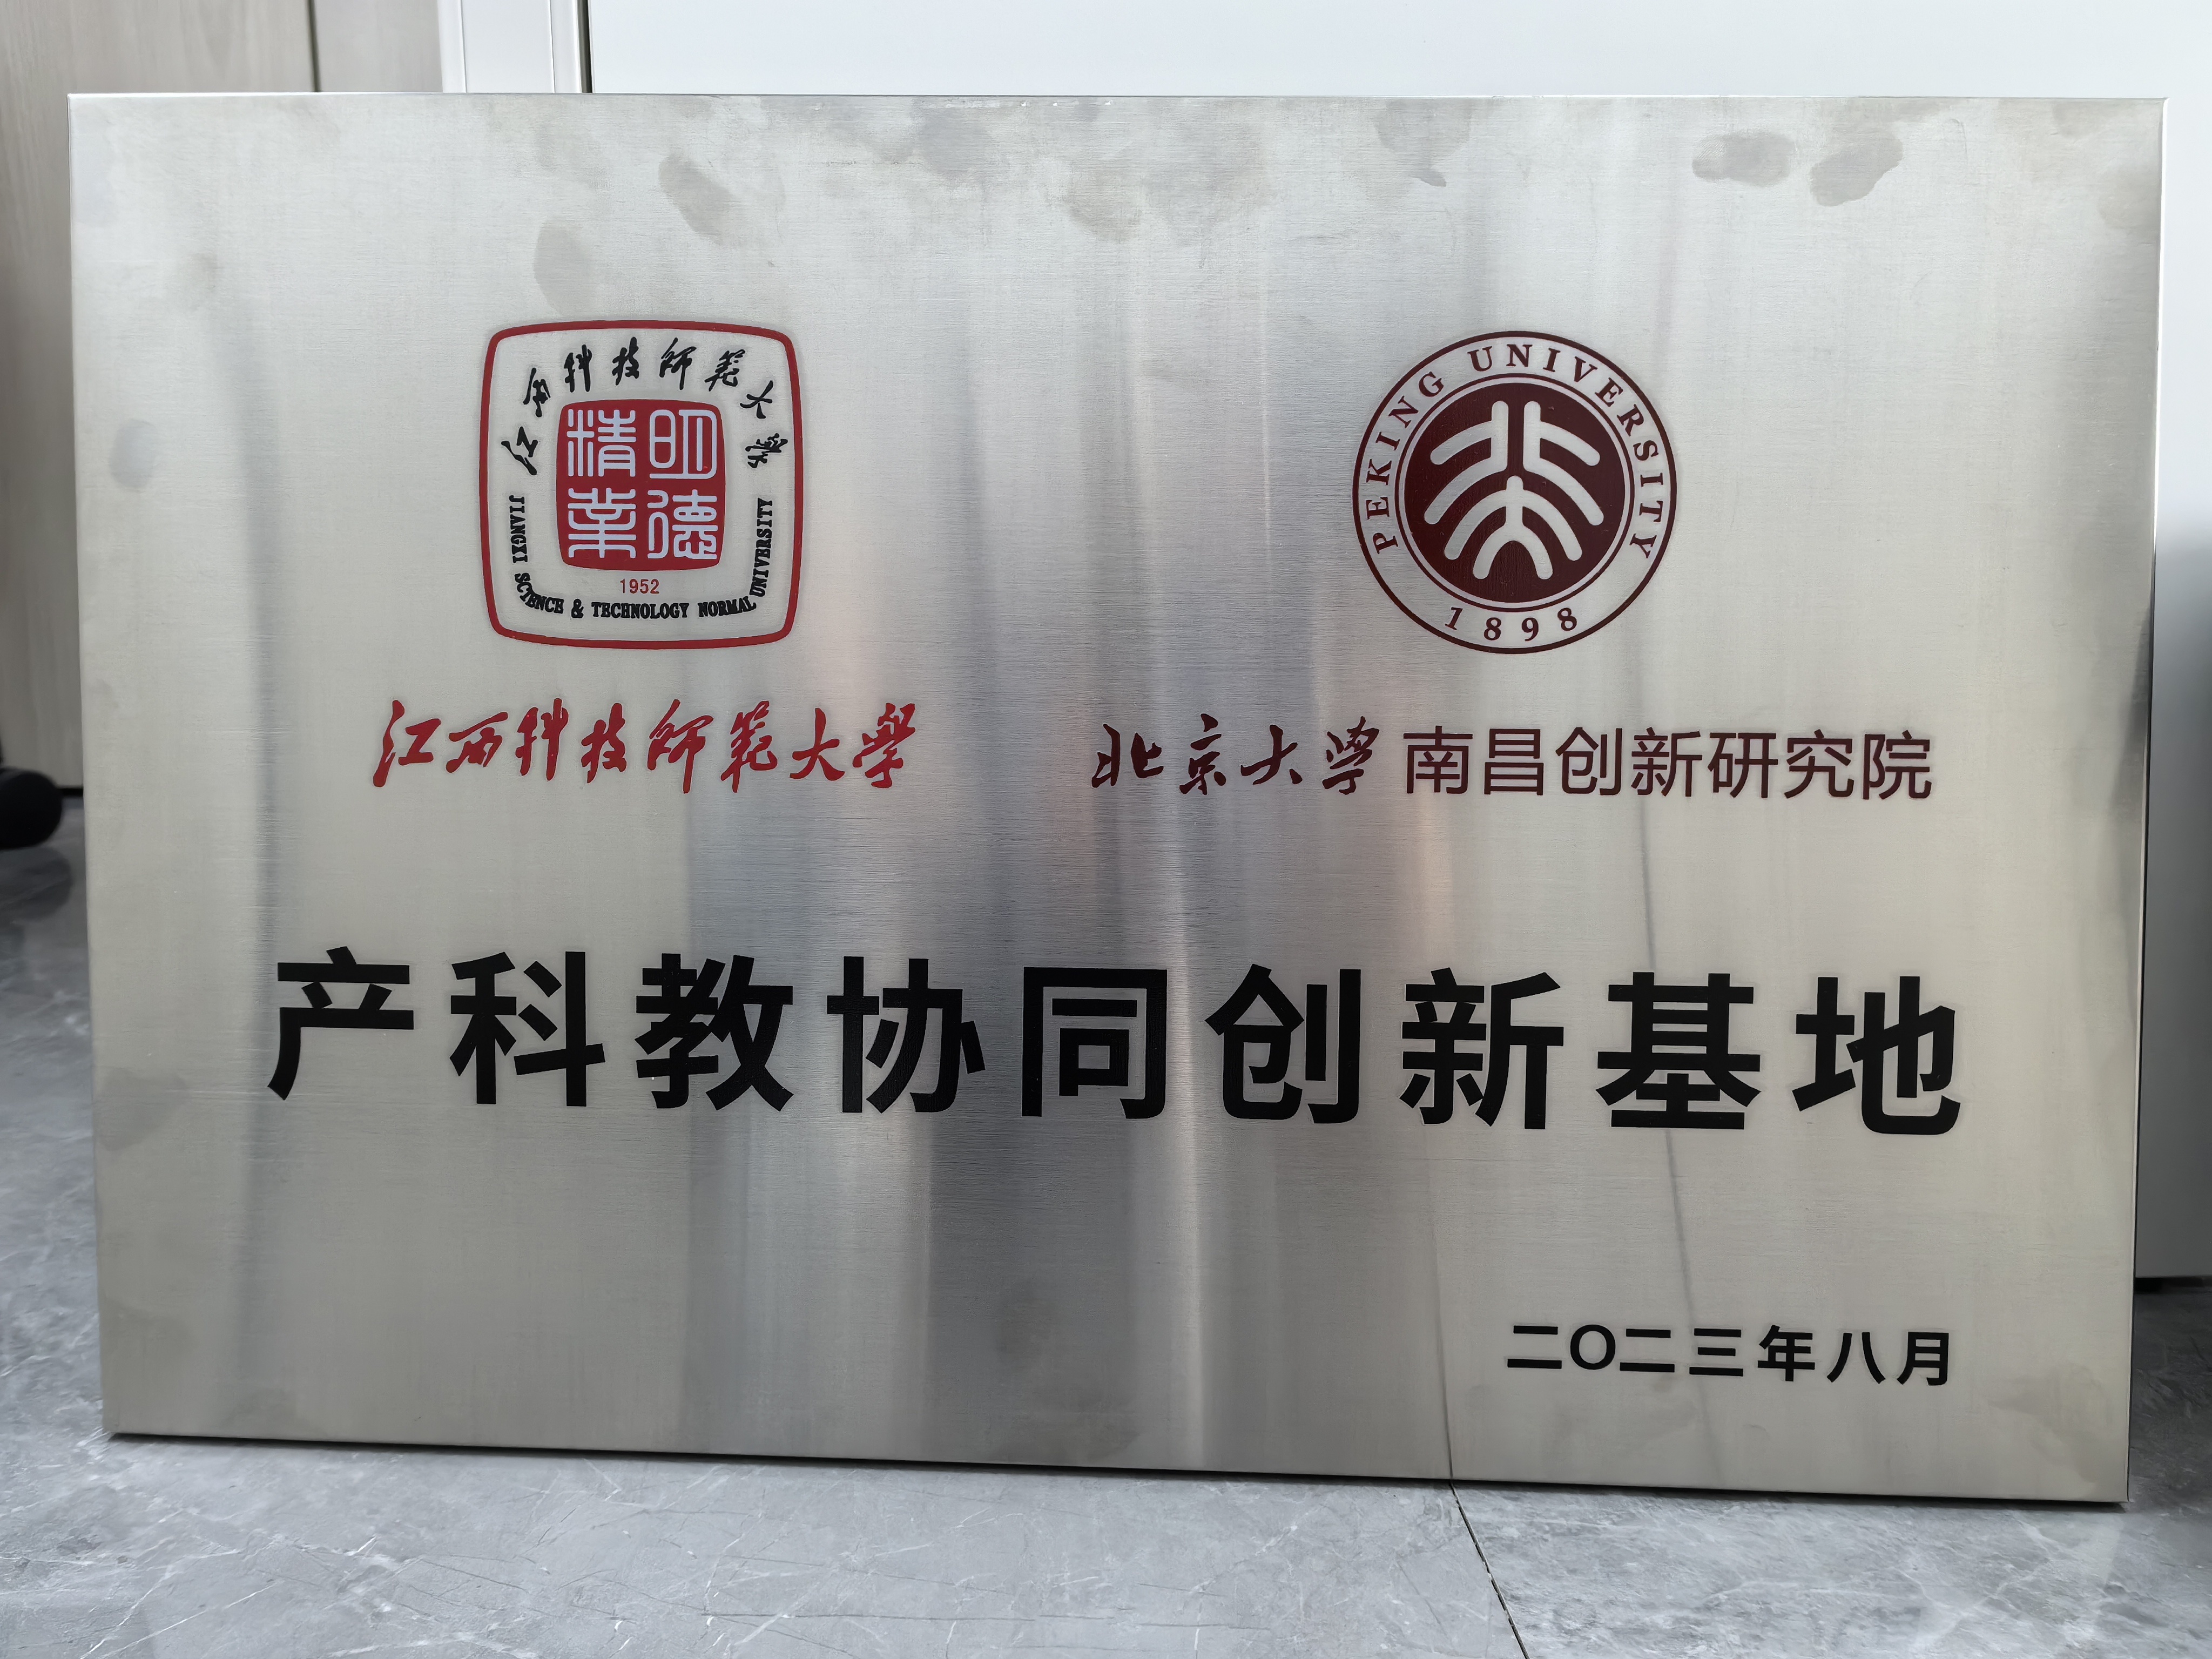 江西科技师范大学
明德
精业
1952
JIANGXI SCIENCE & TECHNOLOGY NORMAL UNIVERSITY
PEKING UNIVERSITY
1898
江西科技师范大學
北京大学南昌创新研究院
产科教协同创新基地
二〇二三年八月